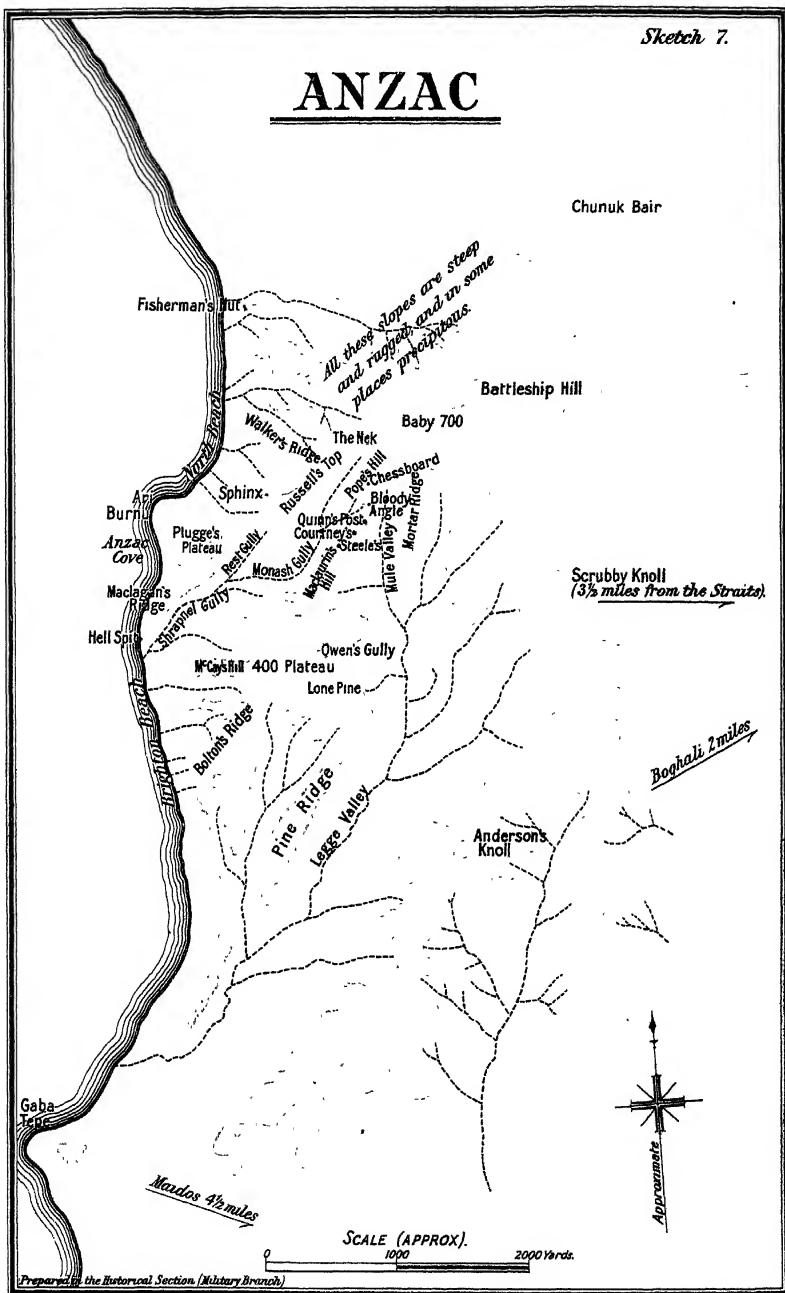 Sketch 7.
ANZAC
Chunuk Bair
All these slopes are steep
and rugged, and in some
places precipitous.
Fisherman's Hut
Battleship Hill
Baby 700
North Beach
Walker's Ridge
The Nek
Russell's Top
Pope's Hill
Chessboard
Sphinx
Bloody
Angle
Mortar Ridge
Ari
Burnu
Quinn's Post
Courtney's
Steele's
Plugge's
Plateau
Anzac
Cove
Rest Gully
Monash Gully
Maclaurin's
Hill
Mule Valley
Scrubby Knoll
(3½ miles from the Straits).
Maclagan's
Ridge
Shrapnel Gully
Hell Spit
Owen's Gully
McCay's Hill
400 Plateau
Lone Pine
Brighton Beach
Bolton's Ridge
Boghali 2 miles
Pine Ridge
Legge Valley
Anderson's
Knoll
Gaba
Tepe
Maidos 4½ miles
Approximate
SCALE (APPROX).
0 1000 2000 Yards.
Prepared in the Historical Section (Military Branch)